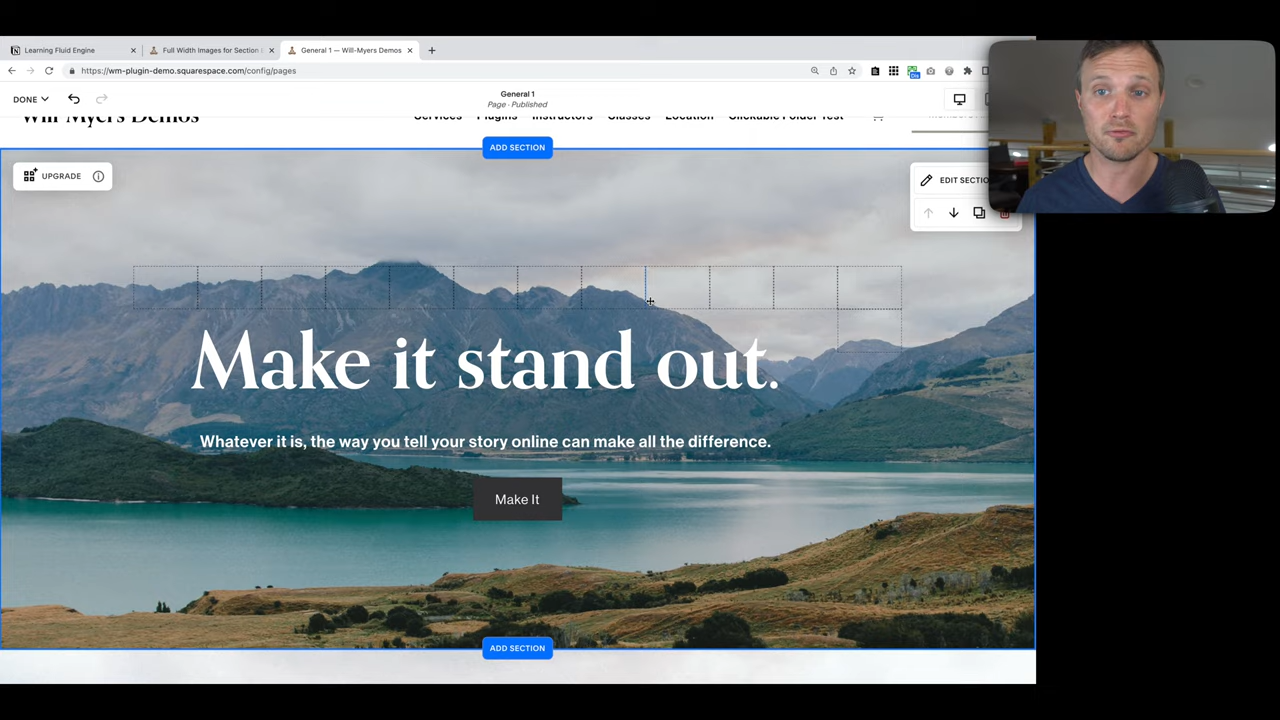 Learning Fluid Engine
Full Width Images for Section
General 1 — Will-Myers Demos
https://wm-plugin-demo.squarespace.com/config/pages
DONE
General 1
Page · Published
Will Myers Demos
Services Plugins Instructors Classes Location Clickable Folder Test
ADD SECTION
UPGRADE
EDIT SECTIO
Make it stand out.
Whatever it is, the way you tell your story online can make all the difference.
Make It
ADD SECTION